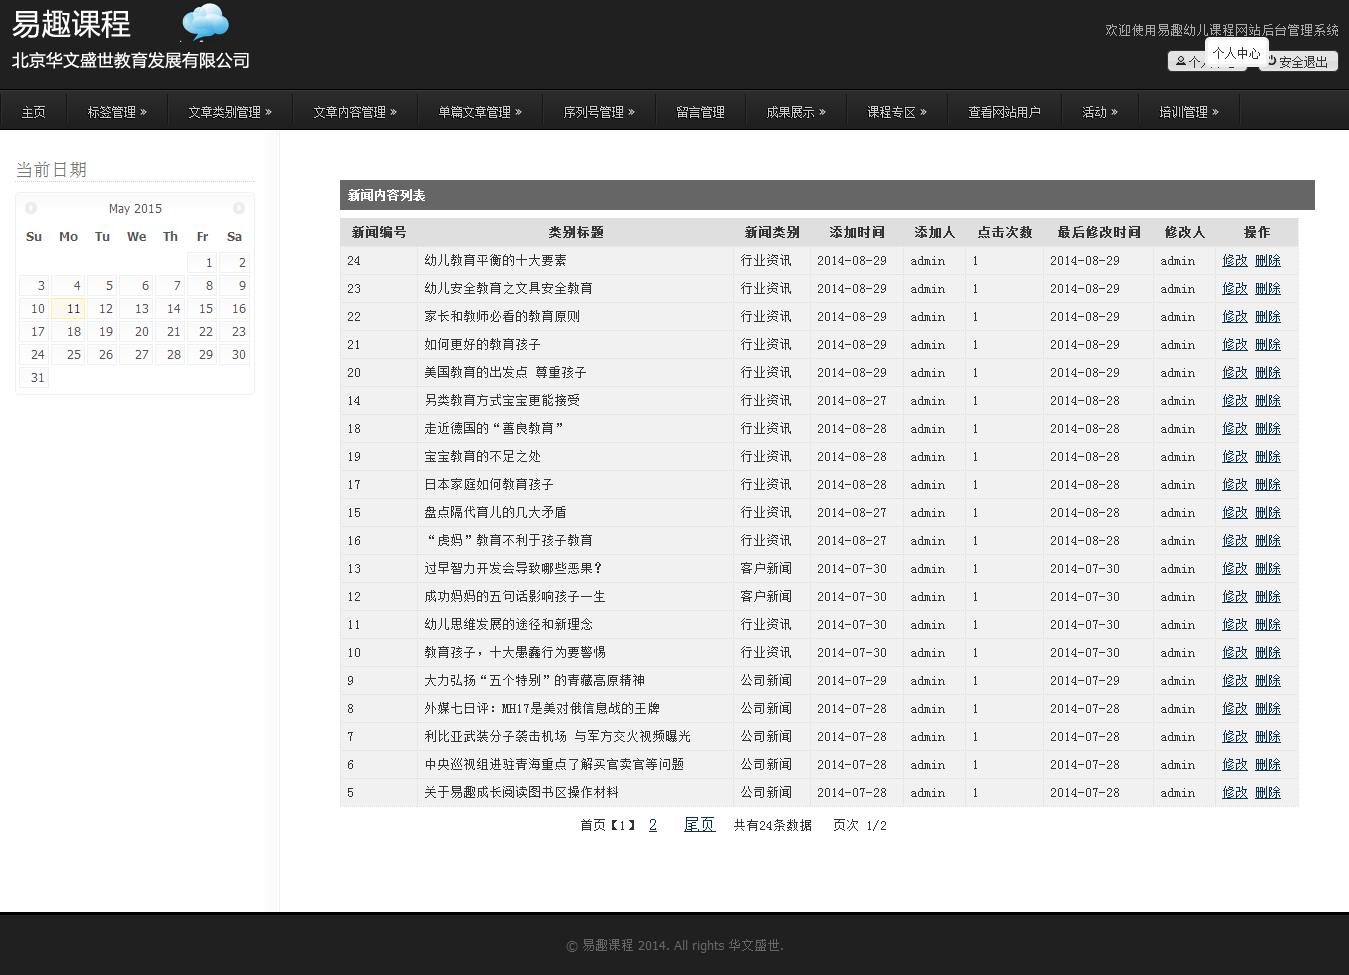 易趣课程
北京华文盛世教育发展有限公司
欢迎使用易趣幼儿课程网站后台管理系统
个人中心
安全退出
主页 标签管理 » 文章类别管理 » 文章内容管理 » 单篇文章管理 » 序列号管理 » 留言管理 成果展示 » 课程专区 » 查看网站用户 活动 » 培训管理 »
当前日期
May 2015
Su Mo Tu We Th Fr Sa
1 2
3 4 5 6 7 8 9
10 11 12 13 14 15 16
17 18 19 20 21 22 23
24 25 26 27 28 29 30
31
新闻内容列表
新闻编号 类别标题 新闻类别 添加时间 添加人 点击次数 最后修改时间 修改人 操作
24 幼儿教育平衡的十大要素 行业资讯 2014-08-29 admin 1 2014-08-29 admin 修改 删除
23 幼儿安全教育之文具安全教育 行业资讯 2014-08-29 admin 1 2014-08-29 admin 修改 删除
22 家长和教师必看的教育原则 行业资讯 2014-08-29 admin 1 2014-08-29 admin 修改 删除
21 如何更好的教育孩子 行业资讯 2014-08-29 admin 1 2014-08-29 admin 修改 删除
20 美国教育的出发点 尊重孩子 行业资讯 2014-08-29 admin 1 2014-08-29 admin 修改 删除
14 另类教育方式宝宝更能接受 行业资讯 2014-08-27 admin 1 2014-08-28 admin 修改 删除
18 走近德国的“善良教育” 行业资讯 2014-08-28 admin 1 2014-08-28 admin 修改 删除
19 宝宝教育的不足之处 行业资讯 2014-08-28 admin 1 2014-08-28 admin 修改 删除
17 日本家庭如何教育孩子 行业资讯 2014-08-28 admin 1 2014-08-28 admin 修改 删除
15 盘点隔代育儿的几大矛盾 行业资讯 2014-08-27 admin 1 2014-08-28 admin 修改 删除
16 “虎妈”教育不利于孩子教育 行业资讯 2014-08-27 admin 1 2014-08-28 admin 修改 删除
13 过早智力开发会导致哪些恶果? 客户新闻 2014-07-30 admin 1 2014-07-30 admin 修改 删除
12 成功妈妈的五句话影响孩子一生 客户新闻 2014-07-30 admin 1 2014-07-30 admin 修改 删除
11 幼儿思维发展的途径和新理念 行业资讯 2014-07-30 admin 1 2014-07-30 admin 修改 删除
10 教育孩子，十大愚蠢行为要警惕 行业资讯 2014-07-30 admin 1 2014-07-30 admin 修改 删除
9 大力弘扬“五个特别”的青藏高原精神 公司新闻 2014-07-29 admin 1 2014-07-29 admin 修改 删除
8 外媒七日评：MH17是美对俄信息战的王牌 公司新闻 2014-07-28 admin 1 2014-07-28 admin 修改 删除
7 利比亚武装分子袭击机场 与军方交火视频曝光 公司新闻 2014-07-28 admin 1 2014-07-28 admin 修改 删除
6 中央巡视组进驻青海重点了解买官卖官等问题 公司新闻 2014-07-28 admin 1 2014-07-28 admin 修改 删除
5 关于易趣成长阅读图书区操作材料 公司新闻 2014-07-28 admin 1 2014-07-28 admin 修改 删除
首页【1】 2 尾页 共有24条数据 页次 1/2
© 易趣课程 2014. All rights 华文盛世.